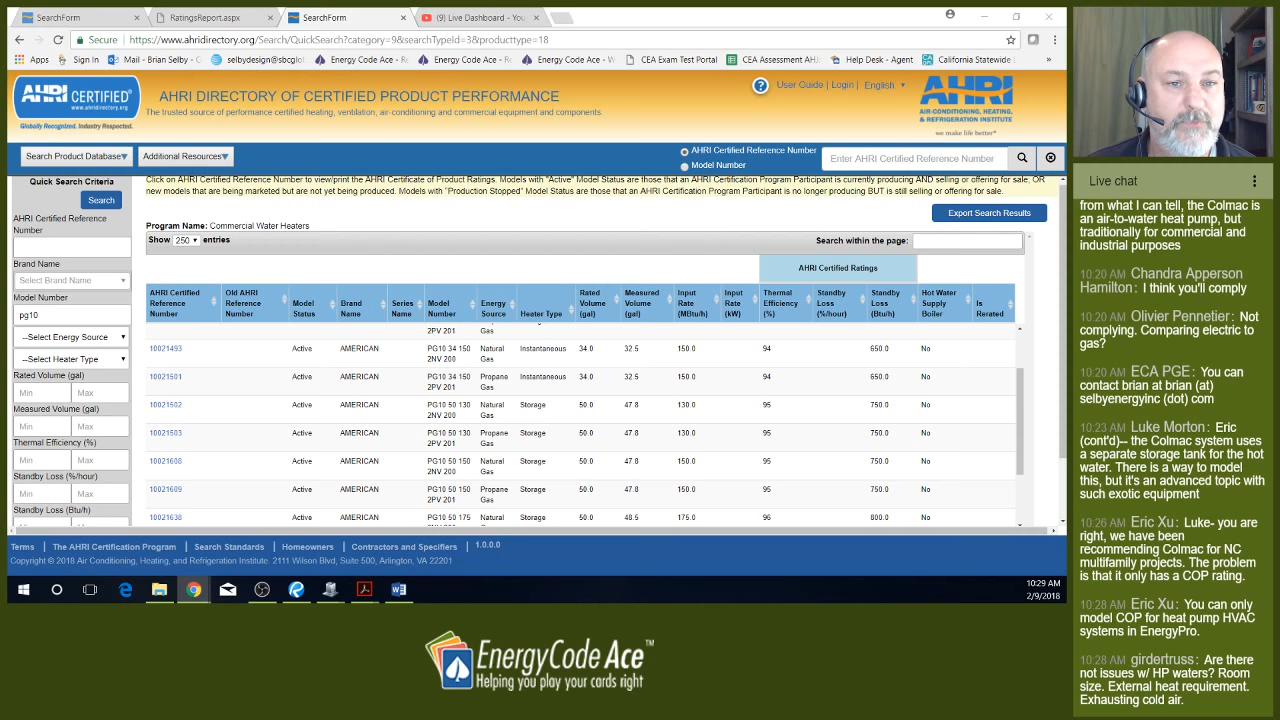 SearchForm
RatingsReport.aspx
SearchForm
(9) Live Dashboard - You
Secure https://www.ahridirectory.org/Search/QuickSearch?category=9&searchTypeId=3&producttype=18
Apps Sign In Mail - Brian Selby - selbydesign@sbcg Energy Code Ace - Re Energy Code Ace - Re Energy Code Ace - W CEA Exam Test Portal CEA Assessment AHJ Help Desk - Agent California Statewide
AHRI CERTIFIED®
www.ahridirectory.org
Globally Recognized. Industry Respected.
AHRI DIRECTORY OF CERTIFIED PRODUCT PERFORMANCE
The trusted source of performance certified heating, ventilation, air-conditioning and commercial equipment and components.
User Guide | Login | English
AHRI
AIR-CONDITIONING, HEATING,
& REFRIGERATION INSTITUTE
we make life better®
Search Product Database Additional Resources
AHRI Certified Reference Number
Model Number
Enter AHRI Certified Reference Number
Quick Search Criteria
Search
AHRI Certified Reference
Number
Brand Name
Select Brand Name
Model Number
pg10
--Select Energy Source
--Select Heater Type
Rated Volume (gal)
Min Max
Measured Volume (gal)
Min Max
Thermal Efficiency (%)
Min Max
Standby Loss (%/hour)
Min Max
Standby Loss (Btu/h)
Min Max
Click on AHRI Certified Reference Number to view/print the AHRI Certificate of Product Ratings. Models with "Active" Model Status are those that an AHRI Certification Program Participant is currently producing AND selling or offering for sale, OR
new models that are being marketed but are not yet being produced. Models with "Production Stopped" Model Status are those that an AHRI Certification Program Participant is no longer producing BUT is still selling or offering for sale.
Export Search Results
Program Name: Commercial Water Heaters
Show 250 entries Search within the page:
AHRI Certified Ratings
AHRI Certified Reference Number Old AHRI Reference Number Model Status Brand Name Series Name Model Number Energy Source Heater Type Rated Volume (gal) Measured Volume (gal) Input Rate (MBtu/h) Input Rate (kW) Thermal Efficiency (%) Standby Loss (%/hour) Standby Loss (Btu/h) Hot Water Supply Boiler Is Rerated
2PV 201 Gas
10021493 Active AMERICAN PG10 34 150 2NV 200 Natural Gas Instantaneous 34.0 32.5 150.0 94 650.0 No
10021501 Active AMERICAN PG10 34 150 2PV 201 Propane Gas Instantaneous 34.0 32.5 150.0 94 650.0 No
10021502 Active AMERICAN PG10 50 130 2NV 200 Natural Gas Storage 50.0 47.8 130.0 95 750.0 No
10021503 Active AMERICAN PG10 50 130 2PV 201 Propane Gas Storage 50.0 47.8 130.0 95 750.0 No
10021608 Active AMERICAN PG10 50 150 2PV 200 Natural Gas Storage 50.0 47.8 150.0 95 750.0 No
10021609 Active AMERICAN PG10 50 150 2PV 201 Propane Gas Storage 50.0 47.8 150.0 95 750.0 No
10021638 Active AMERICAN PG10 50 175 Natural Storage 50.0 48.5 175.0 96 800.0 No
Terms | The AHRI Certification Program | Search Standards | Homeowners | Contractors and Specifiers | 1.0.0.0
Copyright © 2018 Air Conditioning, Heating, and Refrigeration Institute. 2111 Wilson Blvd, Suite 500, Arlington, VA 22201
10:29 AM
2/9/2018
EnergyCode Ace™
Helping you play your cards right
Live chat
from what I can tell, the Colmac is
an air-to-water heat pump, but
traditionally for commercial and
industrial purposes
10:20 AM Chandra Apperson
Hamilton: I think you'll comply
10:20 AM Olivier Pennetier: Not
complying. Comparing electric to
gas?
10:20 AM ECA PGE: You can
contact brian at brian (at)
selbyenergyinc (dot) com
10:23 AM Luke Morton: Eric
(cont'd)-- the Colmac system uses
a separate storage tank for the hot
water. There is a way to model
this, but it's an advanced topic with
such exotic equipment
10:26 AM Eric Xu: Luke- you are
right, we have been
recommending Colmac for NC
multifamily projects. The problem
is that it only has a COP rating.
10:28 AM Eric Xu: You can only
model COP for heat pump HVAC
systems in EnergyPro.
10:28 AM girdertruss: Are there
not issues w/ HP waters? Room
size. External heat requirement.
Exhausting cold air.